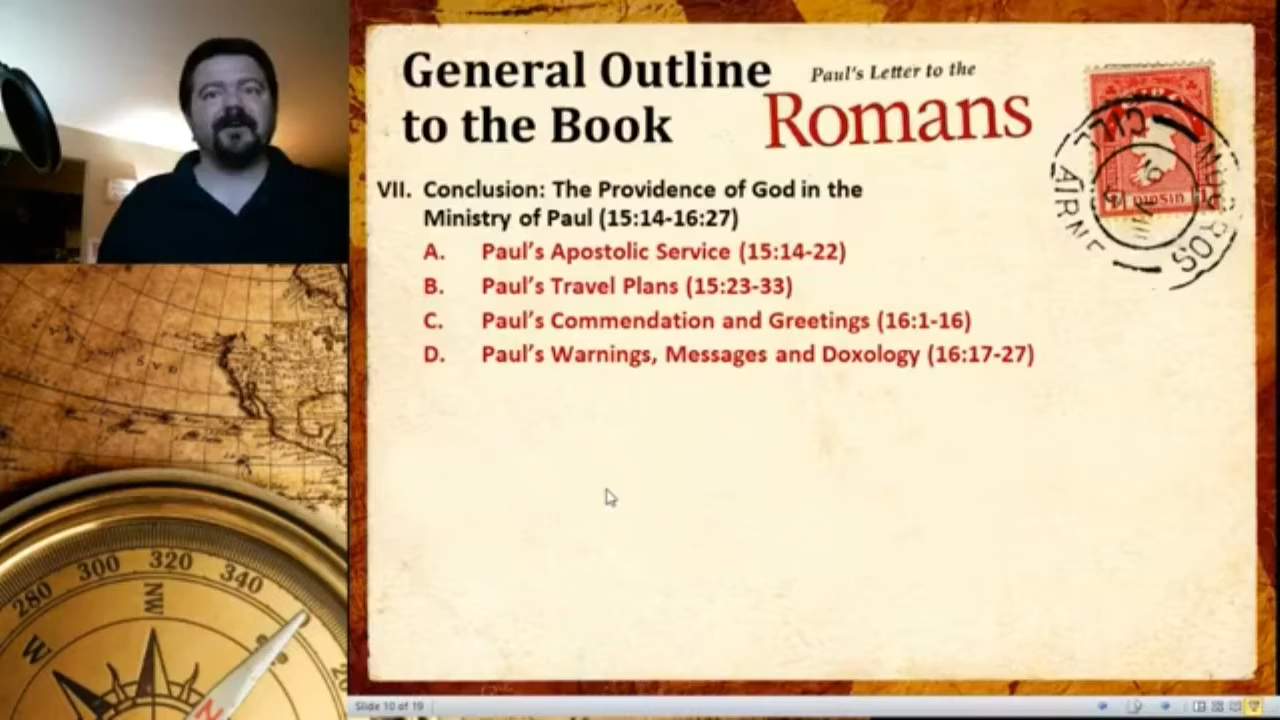 General Outline
to the Book
Paul's Letter to the
Romans
VII. Conclusion: The Providence of God in the
Ministry of Paul (15:14-16:27)
A. Paul's Apostolic Service (15:14-22)
B. Paul's Travel Plans (15:23-33)
C. Paul's Commendation and Greetings (16:1-16)
D. Paul's Warnings, Messages and Doxology (16:17-27)
CILL
AIRNE
280
300
320
340
NW
W
Slide 10 of 19